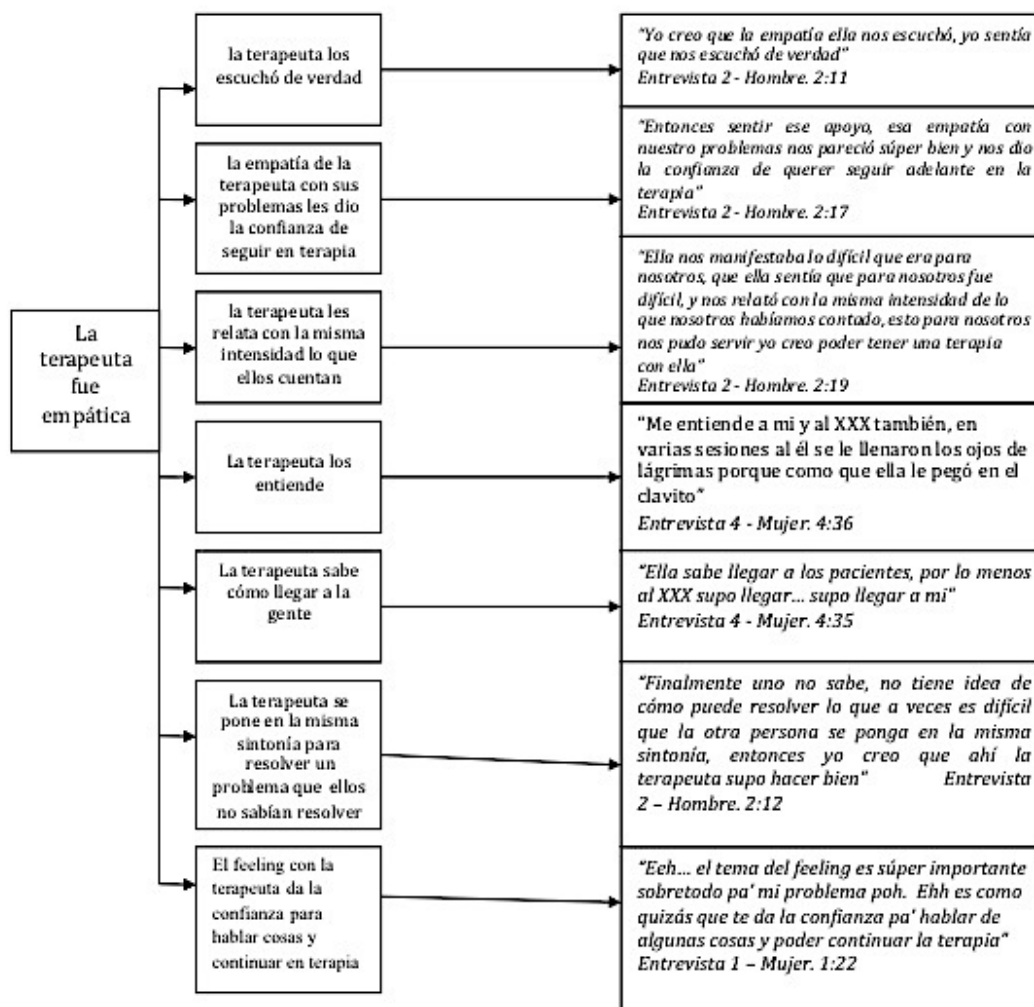 La
terapeuta
fue
empática
la terapeuta los
escuchó de verdad
"Yo creo que la empatía ella nos escuchó, yo sentía
que nos escuchó de verdad"
Entrevista 2 - Hombre. 2:11
la empatía de la
terapeuta con sus
problemas les dio
la confianza de
seguir en terapia
"Entonces sentir ese apoyo, esa empatía con
nuestro problemas nos pareció súper bien y nos dio
la confianza de querer seguir adelante en la
terapia"
Entrevista 2 - Hombre. 2:17
la terapeuta les
relata con la misma
intensidad lo que
ellos cuentan
"Ella nos manifestaba lo difícil que era para
nosotros, que ella sentía que para nosotros fue
difícil, y nos relató con la misma intensidad de lo
que nosotros habíamos contado, esto para nosotros
nos pudo servir yo creo poder tener una terapia
con ella"
Entrevista 2 - Hombre. 2:19
La terapeuta los
entiende
"Me entiende a mi y al XXX también, en
varias sesiones al él se le llenaron los ojos de
lágrimas porque como que ella le pegó en el
clavito"
Entrevista 4 - Mujer. 4:36
La terapeuta sabe
cómo llegar a la
gente
"Ella sabe llegar a los pacientes, por lo menos
al XXX supo llegar... supo llegar a mi"
Entrevista 4 - Mujer. 4:35
La terapeuta se
pone en la misma
sintonía para
resolver un
problema que ellos
no sabían resolver
"Finalmente uno no sabe, no tiene idea de
cómo puede resolver lo que a veces es difícil
que la otra persona se ponga en la misma
sintonía, entonces yo creo que ahí la
terapeuta supo hacer bien" Entrevista
2 – Hombre. 2:12
El feeling con la
terapeuta da la
confianza para
hablar cosas y
continuar en terapia
"Eeh... el tema del feeling es súper importante
sobretodo pa' mi problema poh. Ehh es como
quizás que te da la confianza pa' hablar de
algunas cosas y poder continuar la terapia"
Entrevista 1 – Mujer. 1:22